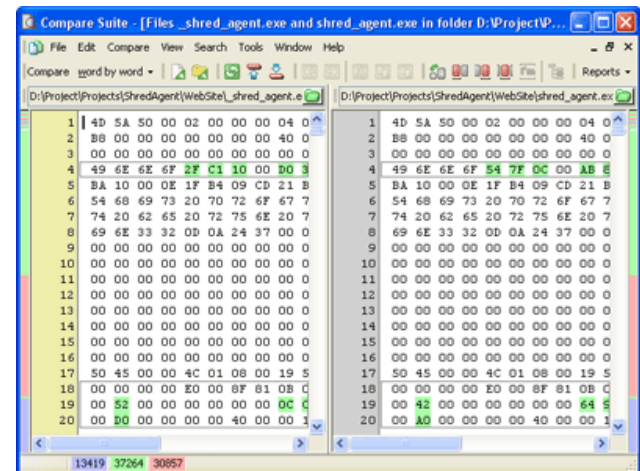 Compare Suite - [Files _shred_agent.exe and shred_agent.exe in folder D:\Project\P...
File Edit Compare View Search Tools Window Help
Compare word by word Reports
D:\Project\Projects\ShredAgent\WebSite\_shred_agent.e D:\Project\Projects\ShredAgent\WebSite\shred_agent.ex
1 4D 5A 50 00 02 00 00 00 04 0 1 4D 5A 50 00 02 00 00 00 04 0
2 B8 00 00 00 00 00 00 00 40 0 2 B8 00 00 00 00 00 00 00 40 0
3 00 00 00 00 00 00 00 00 00 0 3 00 00 00 00 00 00 00 00 00 0
4 49 6E 6E 6F 2F C1 10 00 D0 3 4 49 6E 6E 6F 54 7F 0C 00 AB 8
5 BA 10 00 0E 1F B4 09 CD 21 B 5 BA 10 00 0E 1F B4 09 CD 21 B
6 54 68 69 73 20 70 72 6F 67 7 6 54 68 69 73 20 70 72 6F 67 7
7 74 20 62 65 20 72 75 6E 20 7 7 74 20 62 65 20 72 75 6E 20 7
8 69 6E 33 32 0D 0A 24 37 00 0 8 69 6E 33 32 0D 0A 24 37 00 0
9 00 00 00 00 00 00 00 00 00 0 9 00 00 00 00 00 00 00 00 00 0
10 00 00 00 00 00 00 00 00 00 0 10 00 00 00 00 00 00 00 00 00 0
11 00 00 00 00 00 00 00 00 00 0 11 00 00 00 00 00 00 00 00 00 0
12 00 00 00 00 00 00 00 00 00 0 12 00 00 00 00 00 00 00 00 00 0
13 00 00 00 00 00 00 00 00 00 0 13 00 00 00 00 00 00 00 00 00 0
14 00 00 00 00 00 00 00 00 00 0 14 00 00 00 00 00 00 00 00 00 0
15 00 00 00 00 00 00 00 00 00 0 15 00 00 00 00 00 00 00 00 00 0
16 00 00 00 00 00 00 00 00 00 0 16 00 00 00 00 00 00 00 00 00 0
17 50 45 00 00 4C 01 08 00 19 5 17 50 45 00 00 4C 01 08 00 19 5
18 00 00 00 00 E0 00 8F 81 0B 18 00 00 00 00 E0 00 8F 81 0B
19 00 52 00 00 00 00 00 00 0C 19 00 42 00 00 00 00 00 00 64
20 00 D0 00 00 00 00 40 00 00 1 20 00 A0 00 00 00 00 40 00 00 1
13419 37264 30857